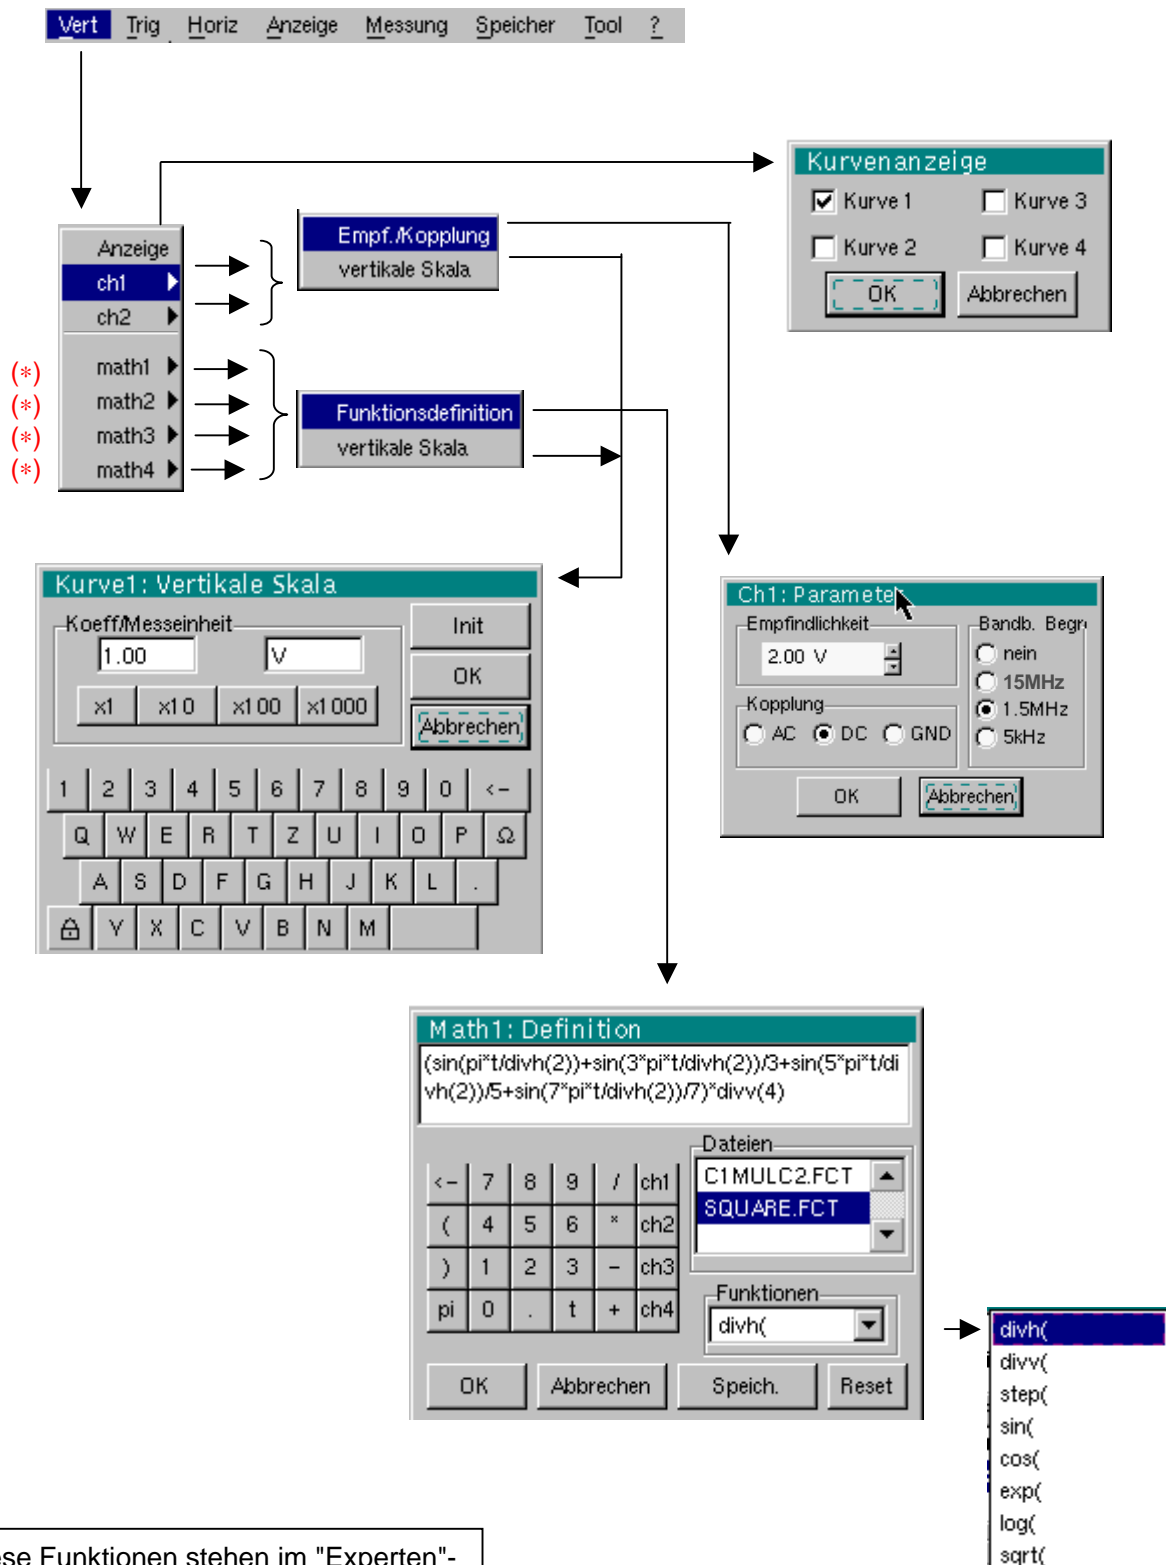 Vert Trig Horiz Anzeige Messung Speicher Tool ?
Kurvenanzeige
Kurve 1 Kurve 3
Kurve 2 Kurve 4
OK Abbrechen
Anzeige
ch1
ch2
(*) math1
(*) math2
(*) math3
(*) math4
Empf./Kopplung
vertikale Skala
Funktionsdefinition
vertikale Skala
Kurve1: Vertikale Skala
Koeff/Messeinheit
1.00 V
x1 x10 x100 x1000
Init
OK
Abbrechen
1 2 3 4 5 6 7 8 9 0 <-
Q W E R T Z U I O P Ω
A S D F G H J K L .
Y X C V B N M
Ch1: Paramete
Empfindlichkeit
2.00 V
Kopplung
AC DC GND
Bandb. Begr
nein
15MHz
1.5MHz
5kHz
OK Abbrechen
Math1: Definition
(sin(pi*t/divh(2))+sin(3*pi*t/divh(2))/3+sin(5*pi*t/di
vh(2))/5+sin(7*pi*t/divh(2))/7)*divv(4)
<- 7 8 9 / ch1
( 4 5 6 * ch2
) 1 2 3 - ch3
pi 0 . t + ch4
Dateien
C1MULC2.FCT
SQUARE.FCT
Funktionen
divh(
OK Abbrechen Speich. Reset
divh(
divv(
step(
sin(
cos(
exp(
log(
sqrt(
ese Funktionen stehen im "Experten"-